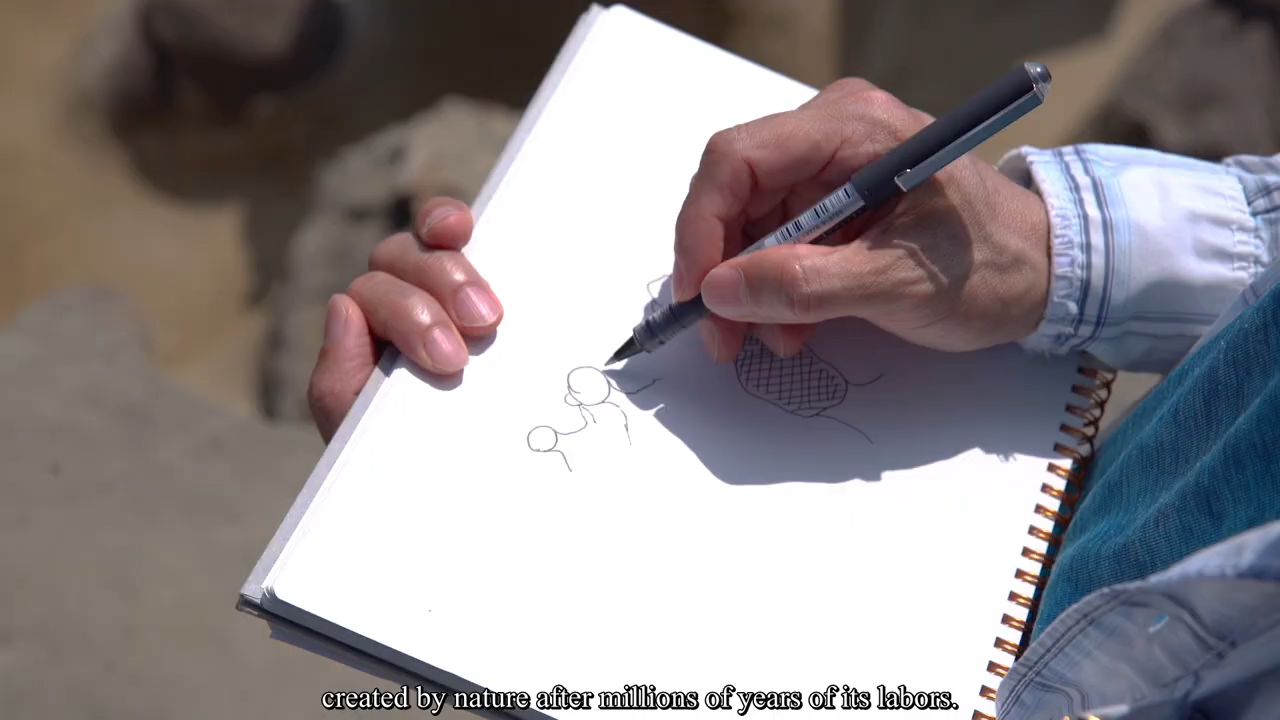 created by nature after millions of years of its labors.